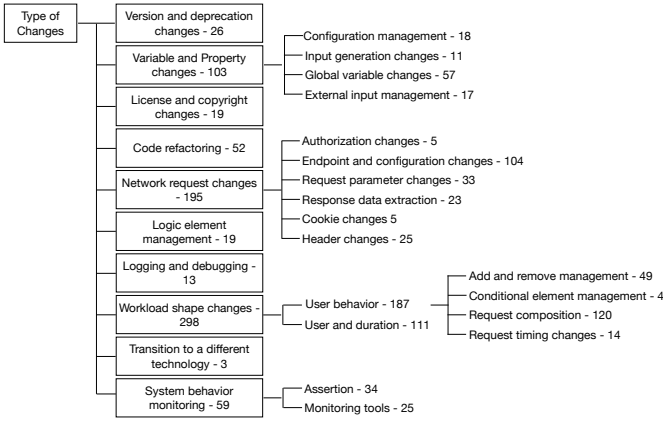 Type of
Changes
Version and deprecation
changes - 26
Variable and Property
changes - 103
Configuration management - 18
Input generation changes - 11
Global variable changes - 57
External input management - 17
License and copyright
changes - 19
Code refactoring - 52
Network request changes
- 195
Authorization changes - 5
Endpoint and configuration changes - 104
Request parameter changes - 33
Response data extraction - 23
Cookie changes 5
Header changes - 25
Logic element
management - 19
Logging and debugging -
13
Workload shape changes -
298
User behavior - 187
User and duration - 111
Add and remove management - 49
Conditional element management - 4
Request composition - 120
Request timing changes - 14
Transition to a different
technology - 3
System behavior
monitoring - 59
Assertion - 34
Monitoring tools - 25